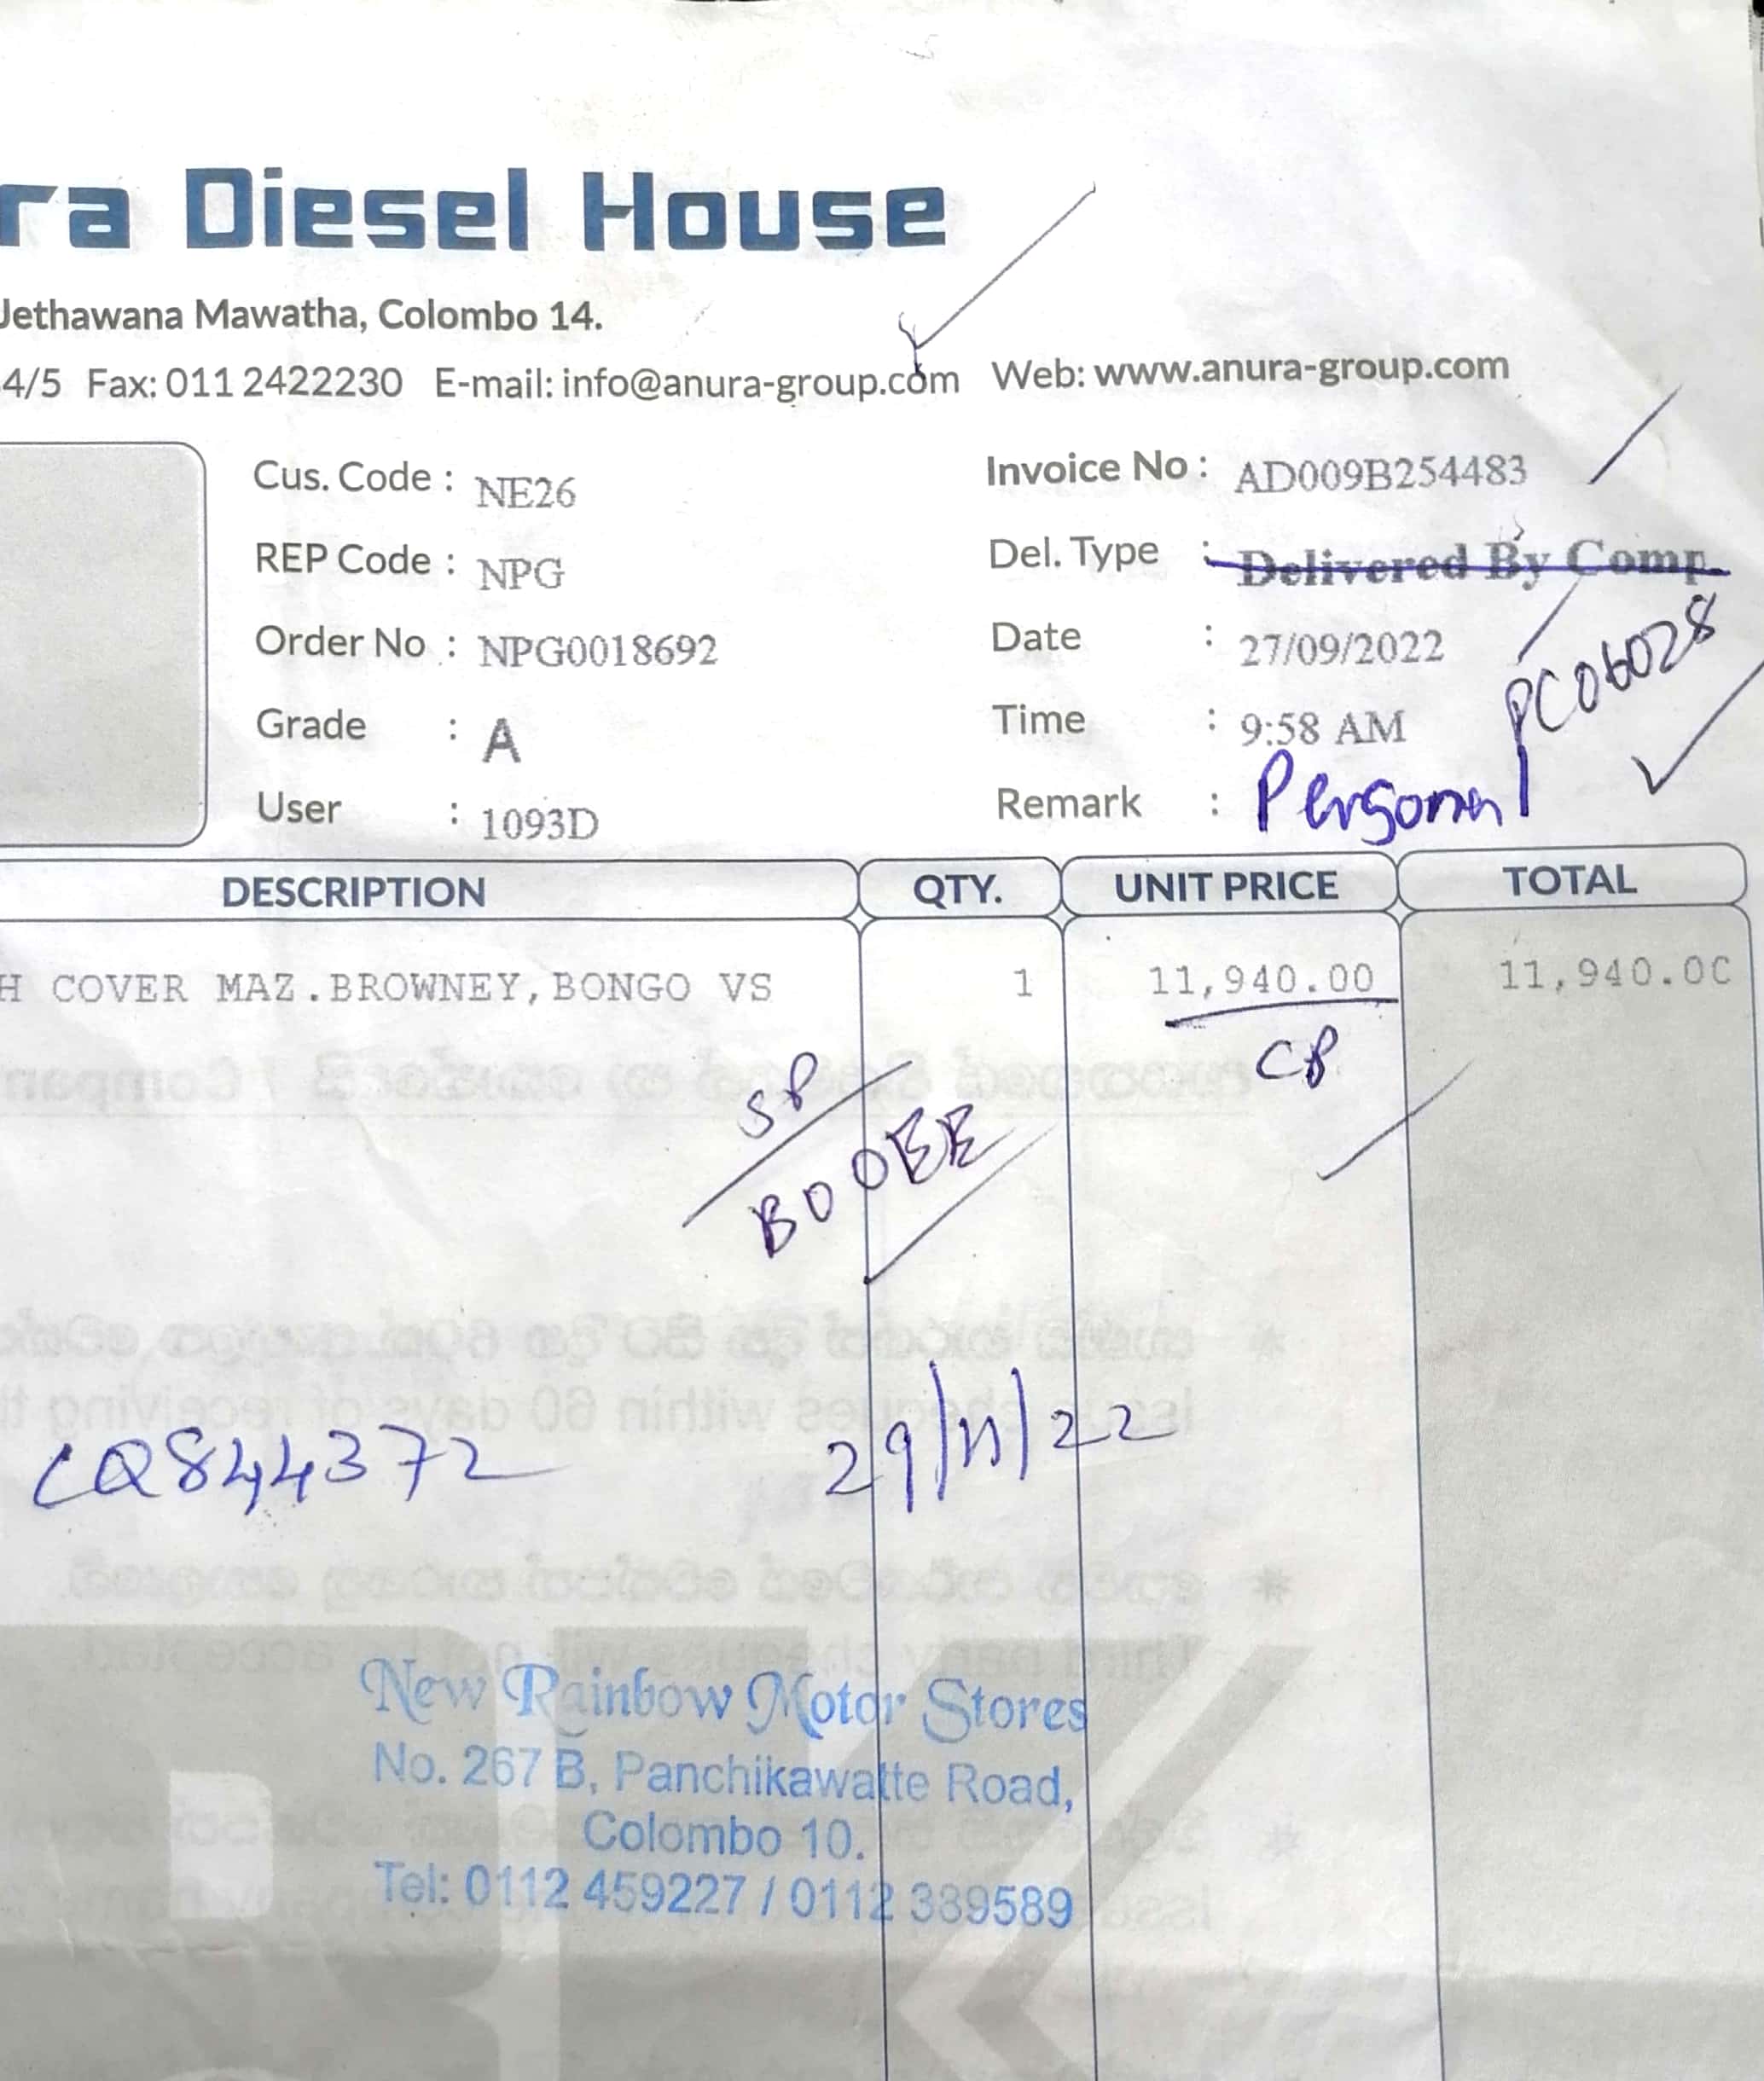 ra Diesel House
Jethawana Mawatha, Colombo 14.
4/5 Fax: 011 2422230 E-mail: info@anura-group.com Web: www.anura-group.com
Cus. Code : NE26
Invoice No : AD009B254483
REP Code : NPG
Del. Type : Delivered By Comp.
Order No : NPG0018692
Date : 27/09/2022
PC06028
Grade : A
Time : 9:58 AM
User : 1093D
Remark : Personal
DESCRIPTION QTY. UNIT PRICE TOTAL
H COVER MAZ.BROWNEY,BONGO VS 1 11,940.00 11,940.0C
CP
SP
BOOEE
CQ844372 29/11/22
New Rainbow Motor Stores
No. 267 B, Panchikawatte Road,
Colombo 10.
Tel: 0112 459227 / 0112 389589